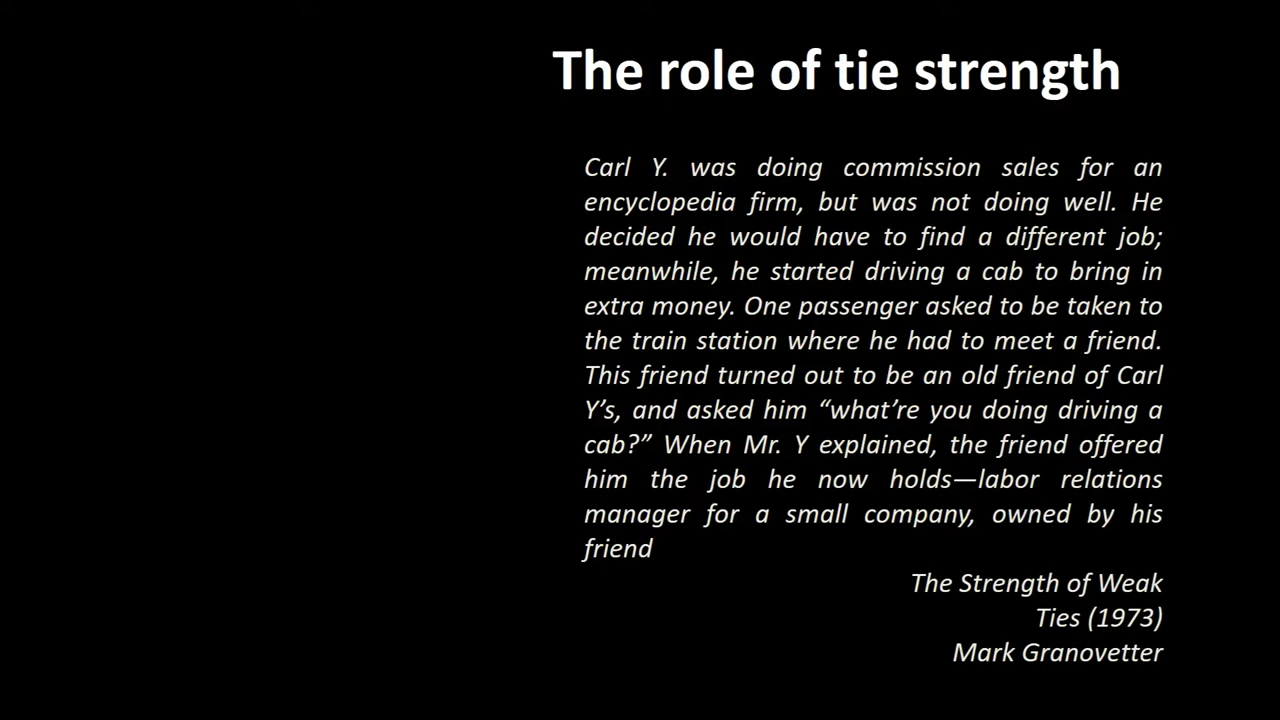 The role of tie strength
Carl Y. was doing commission sales for an
encyclopedia firm, but was not doing well. He
decided he would have to find a different job;
meanwhile, he started driving a cab to bring in
extra money. One passenger asked to be taken to
the train station where he had to meet a friend.
This friend turned out to be an old friend of Carl
Y’s, and asked him “what’re you doing driving a
cab?” When Mr. Y explained, the friend offered
him the job he now holds—labor relations
manager for a small company, owned by his
friend
The Strength of Weak
Ties (1973)
Mark Granovetter